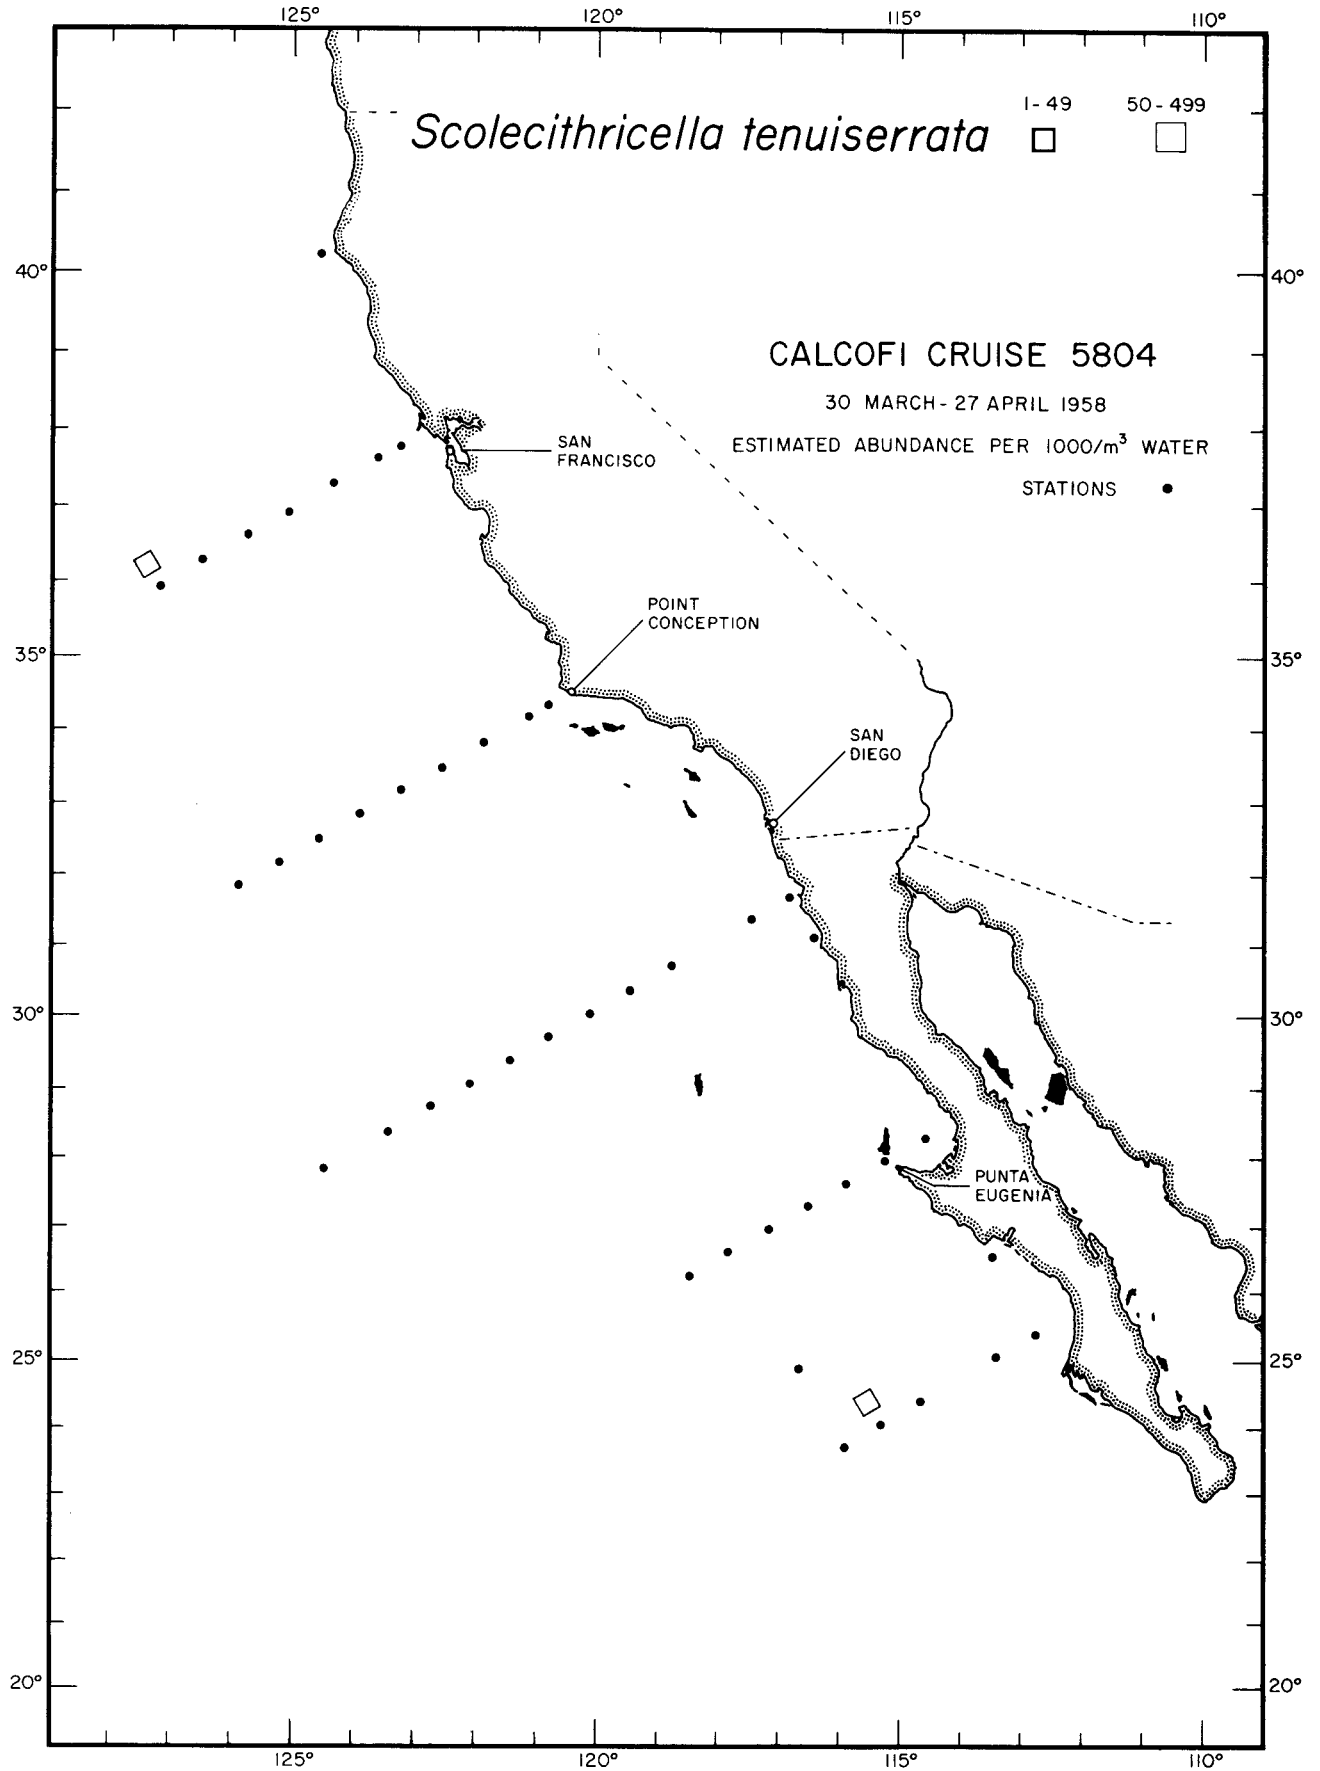 125° 120° 115° 110°
1-49 50-499
Scolecithricella tenuiserrata
40° 40°
CALCOFI CRUISE 5804
30 MARCH-27 APRIL 1958
ESTIMATED ABUNDANCE PER 1000/m³ WATER
STATIONS
SAN
FRANCISCO
POINT
CONCEPTION
35° 35°
SAN
DIEGO
30° 30°
PUNTA
EUGENIA
25° 25°
20° 20°
125° 120° 115° 110°